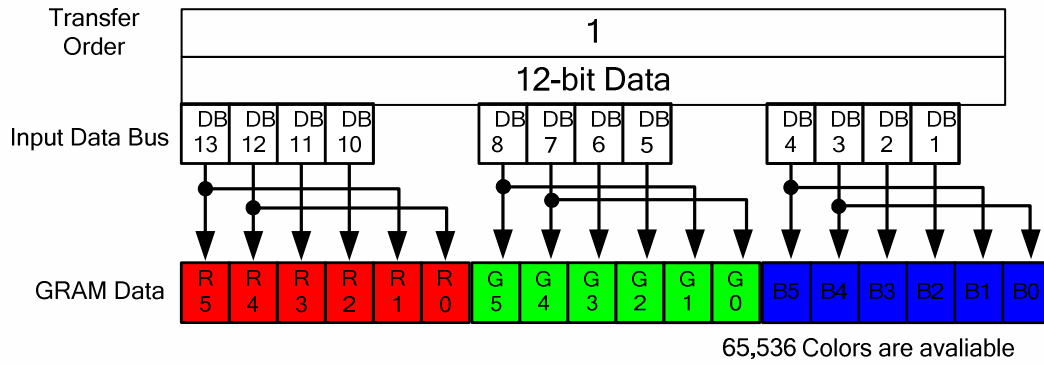 Transfer Order
1
12-bit Data
Input Data Bus
DB 13 DB 12 DB 11 DB 10 DB 8 DB 7 DB 6 DB 5 DB 4 DB 3 DB 2 DB 1
GRAM Data
R 5 R 4 R 3 R 2 R 1 R 0 G 5 G 4 G 3 G 2 G 1 G 0 B5 B4 B3 B2 B1 B0
65,536 Colors are avaliable